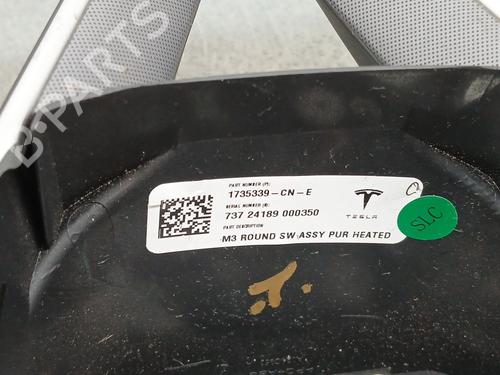 B-PARTS
PART NUMBER (P):
1735339-CN-E
SERIAL NUMBER (S):
737 24189 000350
PART DESCRIPTION
M3 ROUND SW ASSY PUR HEATED
TESLA
SLC